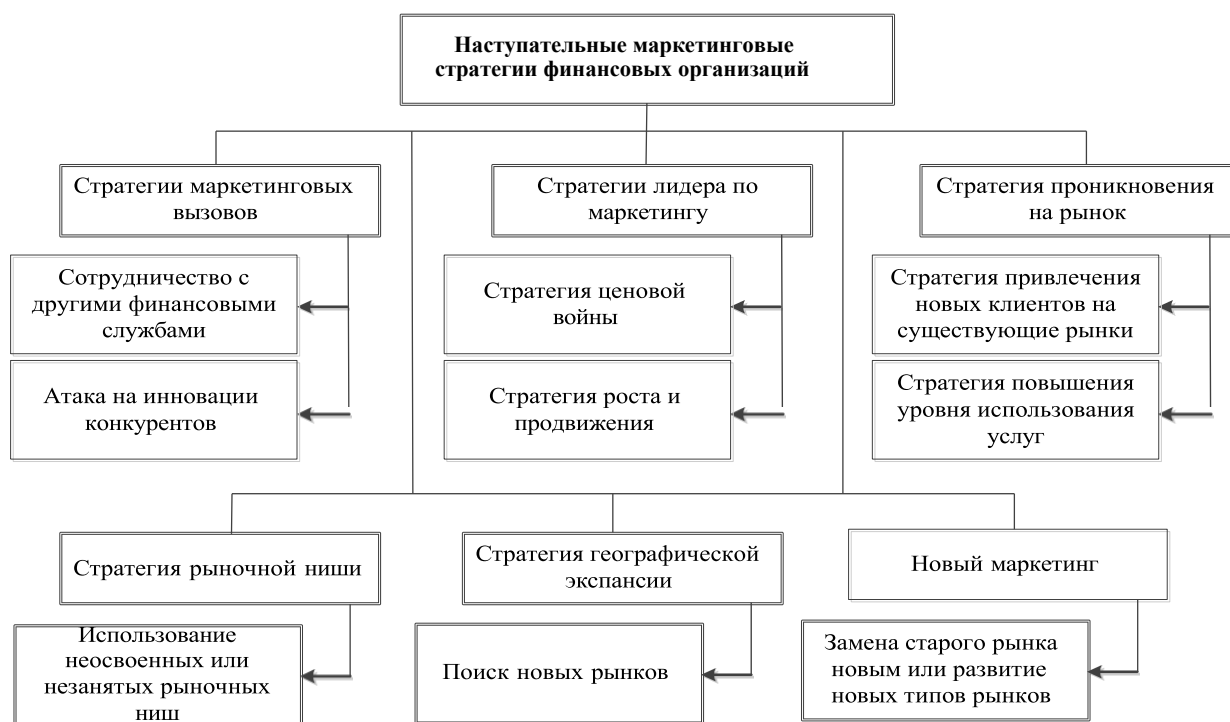 Наступательные маркетинговые
стратегии финансовых организаций
Стратегии маркетинговых
вызовов
Стратегии лидера по
маркетингу
Стратегия проникновения
на рынок
Сотрудничество с
другими финансовыми
службами
Стратегия ценовой
войны
Стратегия привлечения
новых клиентов на
существующие рынки
Атака на инновации
конкурентов
Стратегия роста и
продвижения
Стратегия повышения
уровня использования
услуг
Стратегия рыночной ниши
Стратегия географической
экспансии
Новый маркетинг
Использование
неосвоенных или
незанятых рыночных
ниш
Поиск новых рынков
Замена старого рынка
новым или развитие
новых типов рынков